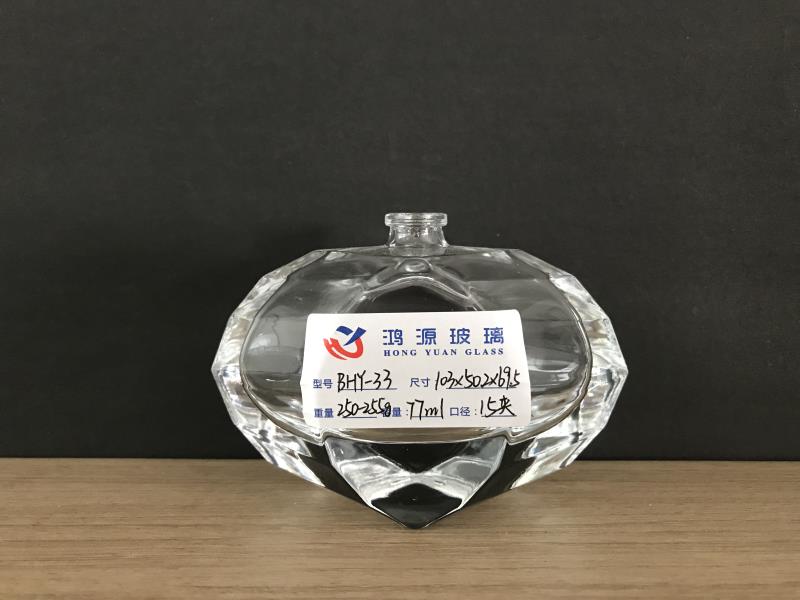 鸿源玻璃
HONG YUAN GLASS
型号 BHY-33 尺寸 103x50.2x69.5
重量 250-255g 量: 77ml 口径: 15夹